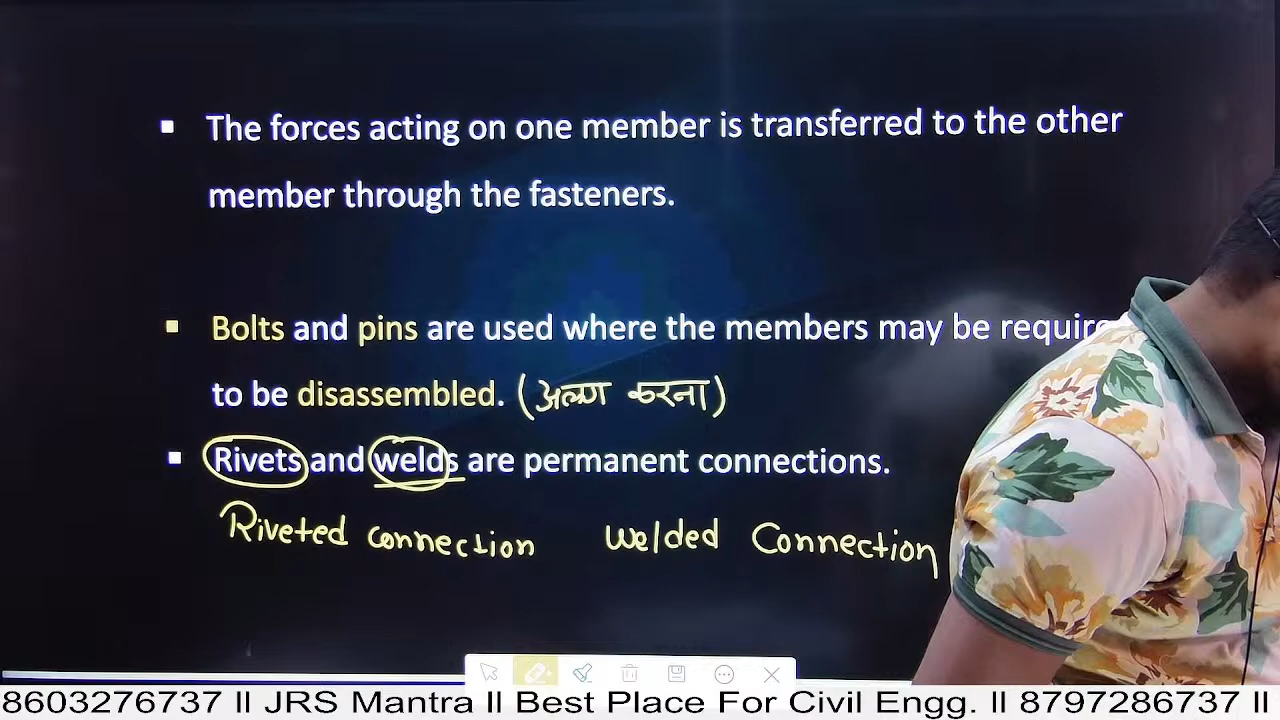 ▪ The forces acting on one member is transferred to the other
member through the fasteners.
▪ Bolts and pins are used where the members may be require
to be disassembled. (अलग करना)
▪ Rivets and welds are permanent connections.
Riveted connection Welded Connection
8603276737 ll JRS Mantra ll Best Place For Civil Engg. ll 8797286737 ll